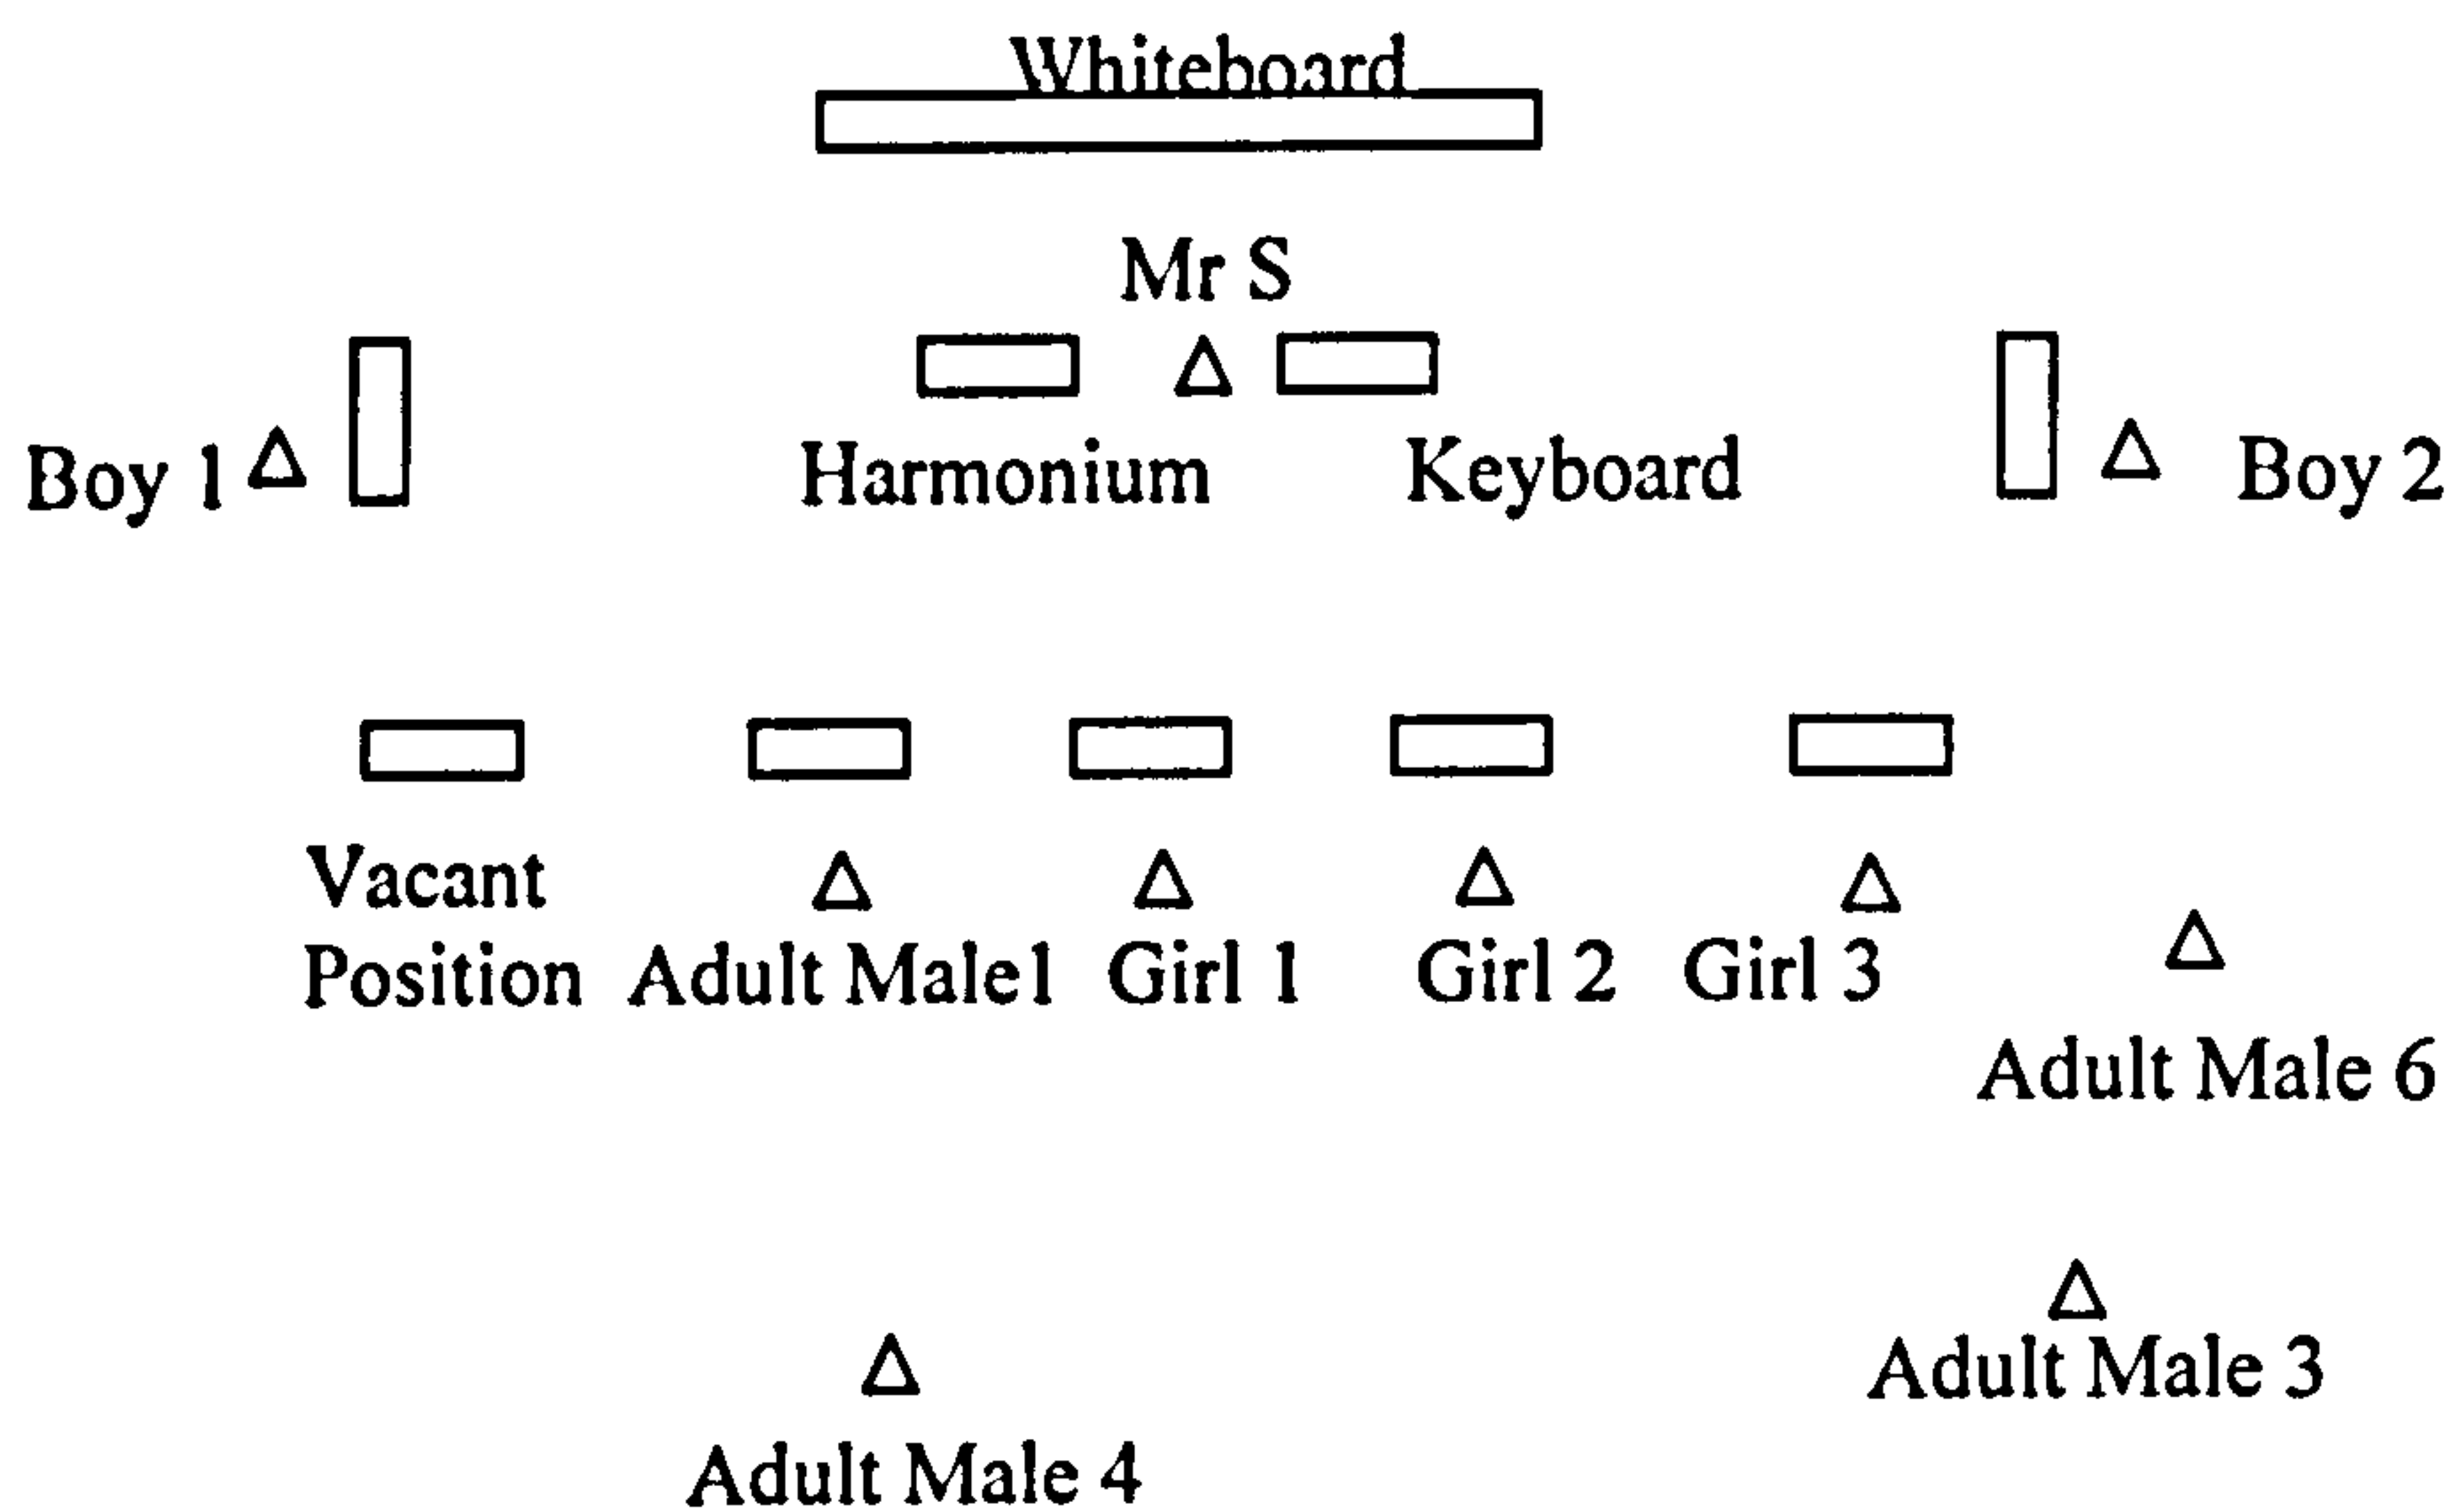 Whiteboard
Mr S
Boy 1
Harmonium
Keyboard
Boy 2
Vacant
Position
Adult Male1
Girl 1
Girl 2
Girl 3
Adult Male 6
Adult Male 3
Adult Male 4